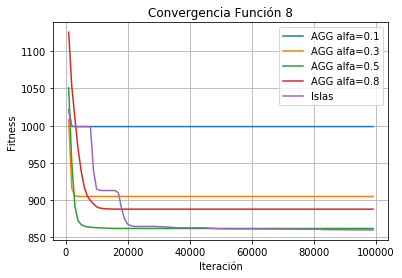 Convergencia Función 8
AGG alfa=0.1
AGG alfa=0.3
AGG alfa=0.5
AGG alfa=0.8
Islas
Fitness
1100
1050
1000
950
900
850
0 20000 40000 60000 80000 100000
Iteración